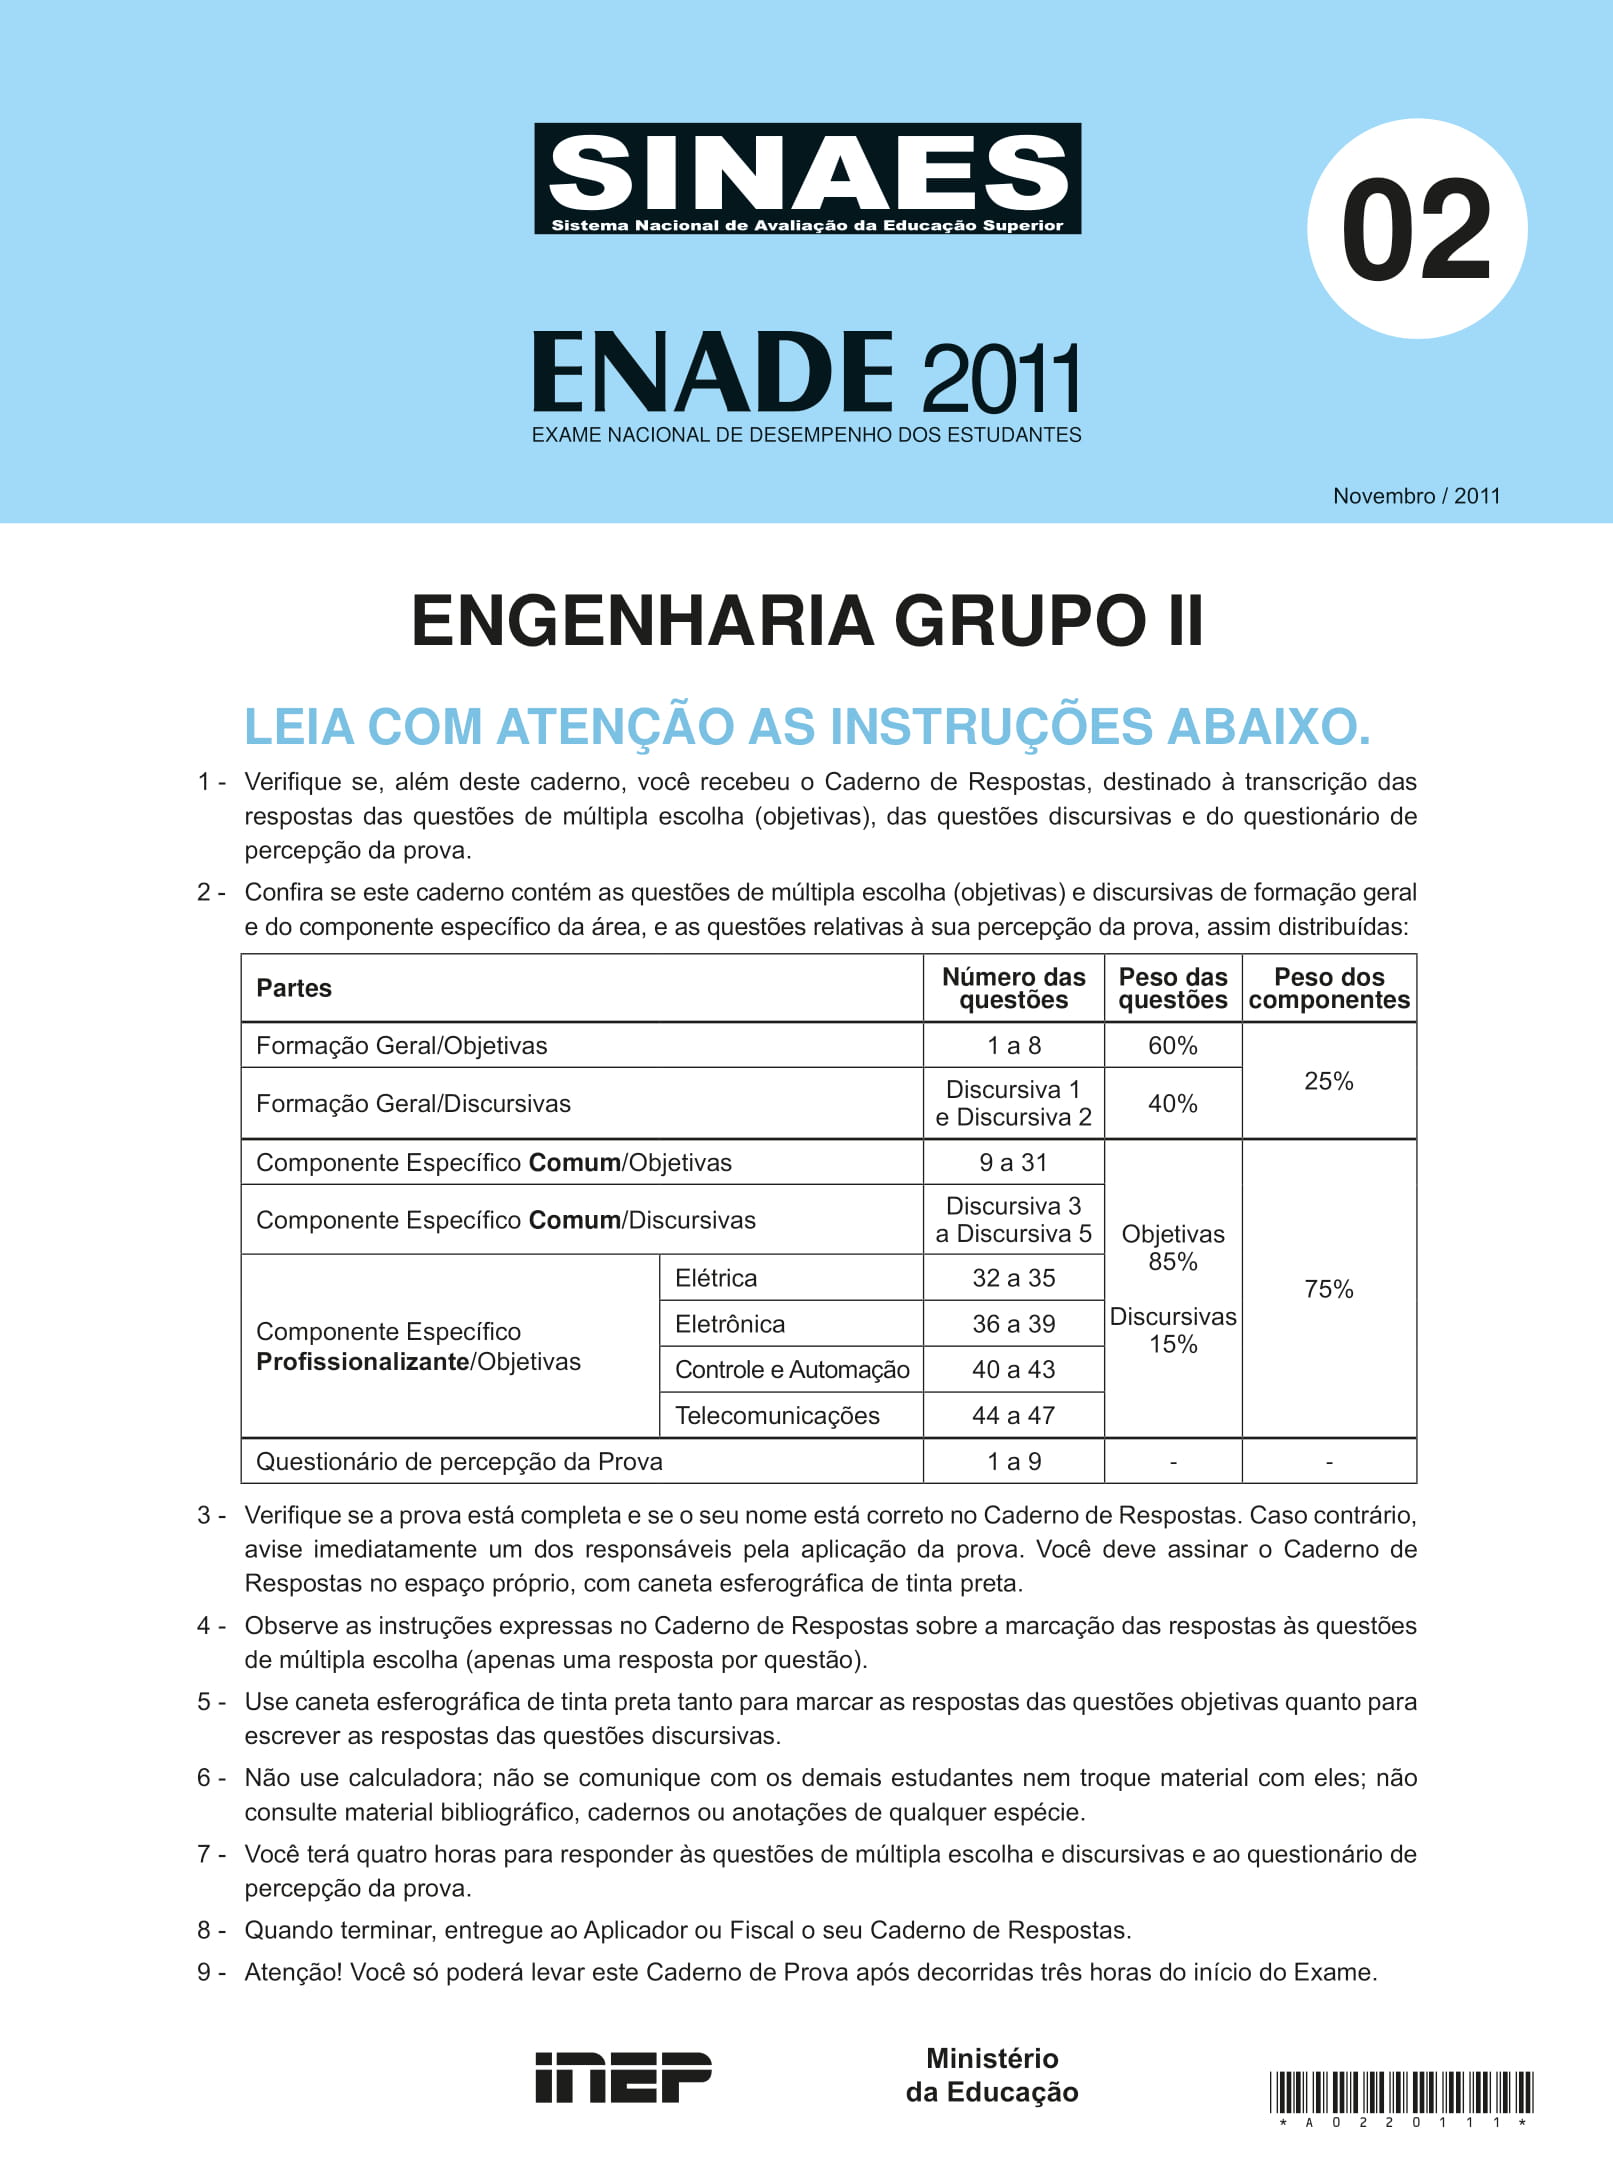 SINAES
Sistema Nacional de Avaliação da Educação Superior
02
ENADE 2011
EXAME NACIONAL DE DESEMPENHO DOS ESTUDANTES
Novembro / 2011
ENGENHARIA GRUPO II
LEIA COM ATENÇÃO AS INSTRUÇÕES ABAIXO.
1 - Verifique se, além deste caderno, você recebeu o Caderno de Respostas, destinado à transcrição das
respostas das questões de múltipla escolha (objetivas), das questões discursivas e do questionário de
percepção da prova.
2 - Confira se este caderno contém as questões de múltipla escolha (objetivas) e discursivas de formação geral
e do componente específico da área, e as questões relativas à sua percepção da prova, assim distribuídas:
Partes
Número das
questões
Peso das
questões
Peso dos
componentes
Formação Geral/Objetivas
1 a 8
60%
25%
Formação Geral/Discursivas
Discursiva 1
e Discursiva 2
40%
Componente Específico Comum/Objetivas
9 a 31
Componente Específico Comum/Discursivas
Discursiva 3
a Discursiva 5
Objetivas
85%
Discursivas
15%
75%
Componente Específico
Profissionalizante/Objetivas
Elétrica
32 a 35
Eletrônica
36 a 39
Controle e Automação
40 a 43
Telecomunicações
44 a 47
Questionário de percepção da Prova
1 a 9
-
-
3 - Verifique se a prova está completa e se o seu nome está correto no Caderno de Respostas. Caso contrário,
avise imediatamente um dos responsáveis pela aplicação da prova. Você deve assinar o Caderno de
Respostas no espaço próprio, com caneta esferográfica de tinta preta.
4 - Observe as instruções expressas no Caderno de Respostas sobre a marcação das respostas às questões
de múltipla escolha (apenas uma resposta por questão).
5 - Use caneta esferográfica de tinta preta tanto para marcar as respostas das questões objetivas quanto para
escrever as respostas das questões discursivas.
6 - Não use calculadora; não se comunique com os demais estudantes nem troque material com eles; não
consulte material bibliográfico, cadernos ou anotações de qualquer espécie.
7 - Você terá quatro horas para responder às questões de múltipla escolha e discursivas e ao questionário de
percepção da prova.
8 - Quando terminar, entregue ao Aplicador ou Fiscal o seu Caderno de Respostas.
9 - Atenção! Você só poderá levar este Caderno de Prova após decorridas três horas do início do Exame.
INEP
Ministério
da Educação
*A0220111*